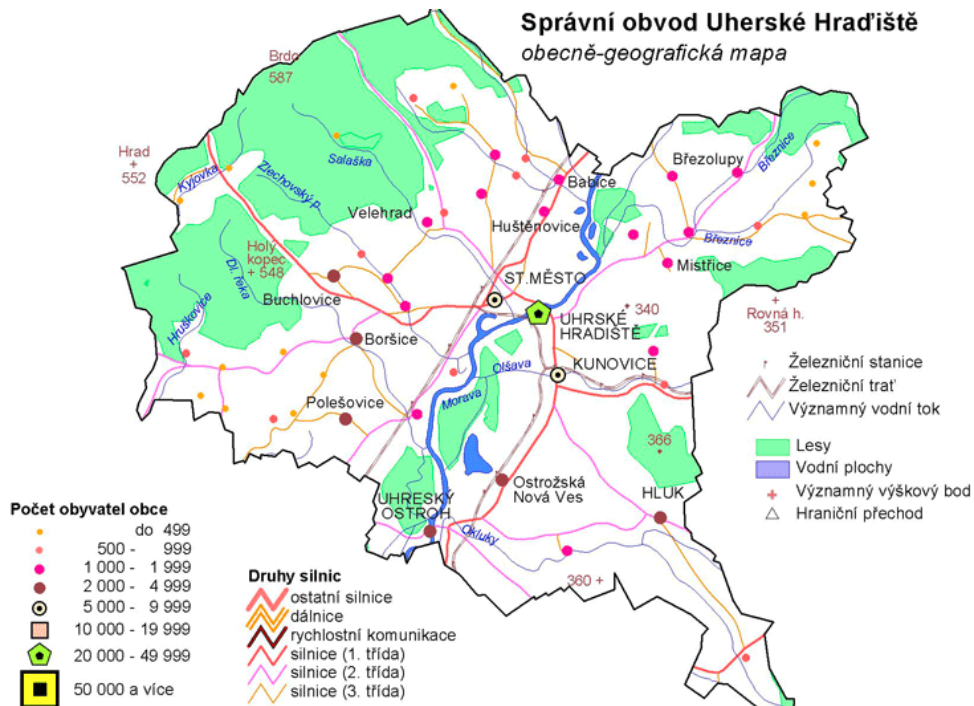 Správní obvod Uherské Hraďiště
obecně-geografická mapa
Brdo
587
Hrad
+
552
Kyjovka
Zlechovský p.
Salaška
Velehrad
Babice
Huštěnovice
Březolupy
Březnice
Březnice
Mistřice
Holý
kopec
+ 548
Dl. řeka
Buchlovice
Hruškovice
ST.MĚSTO
UHRSKÉ
HRADIŠTĚ
340
+
Rovná h.
351
Boršice
KUNOVICE
Olšava
Morava
Polešovice
366
Ostrožská
Nová Ves
HLUK
UHRESKÝ
OSTROH
Okluky
360 +
Železniční stanice
Železniční trať
Významný vodní tok
Lesy
Vodní plochy
Významný výškový bod
Hraniční přechod
Počet obyvatel obce
do 499
500 - 999
1 000 - 1 999
2 000 - 4 999
5 000 - 9 999
10 000 - 19 999
20 000 - 49 999
50 000 a více
Druhy silnic
ostatní silnice
dálnice
rychlostní komunikace
silnice (1. třída)
silnice (2. třída)
silnice (3. třída)